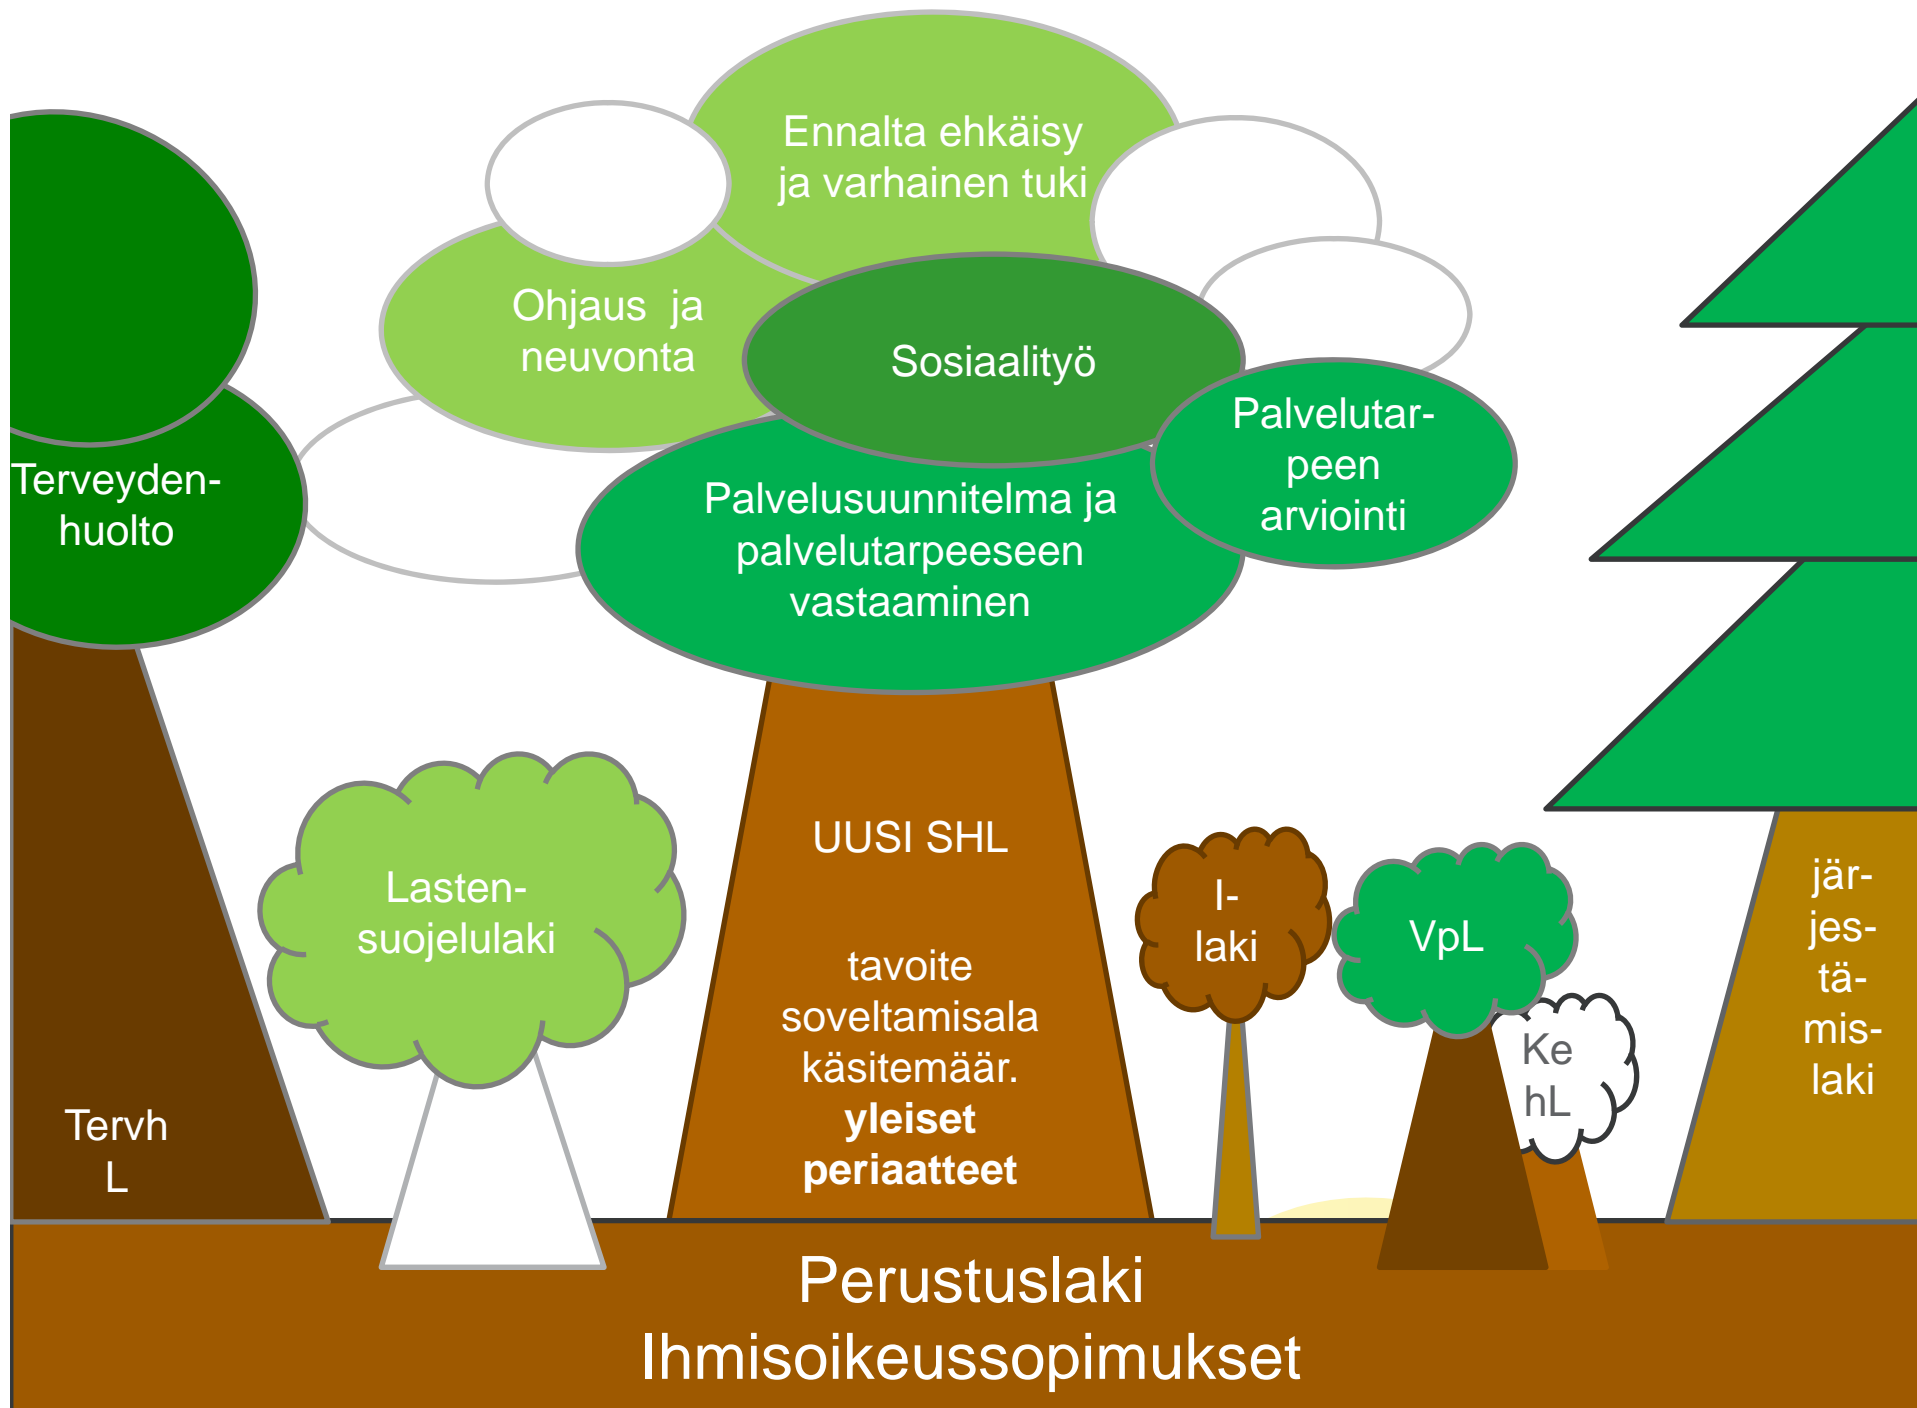 Ennalta ehkäisy
ja varhainen tuki
Ohjaus ja
neuvonta
Sosiaalityö
Palvelutar-
peen
arviointi
Terveyden-
huolto
Palvelusuunnitelma ja
palvelutarpeeseen
vastaaminen
UUSI SHL
tavoite
soveltamisala
käsitemäär.
yleiset
periaatteet
Lasten-
suojelulaki
I-
laki
VpL
Ke
hL
jär-
jes-
tä-
mis-
laki
Tervh
L
Perustuslaki
Ihmisoikeussopimukset